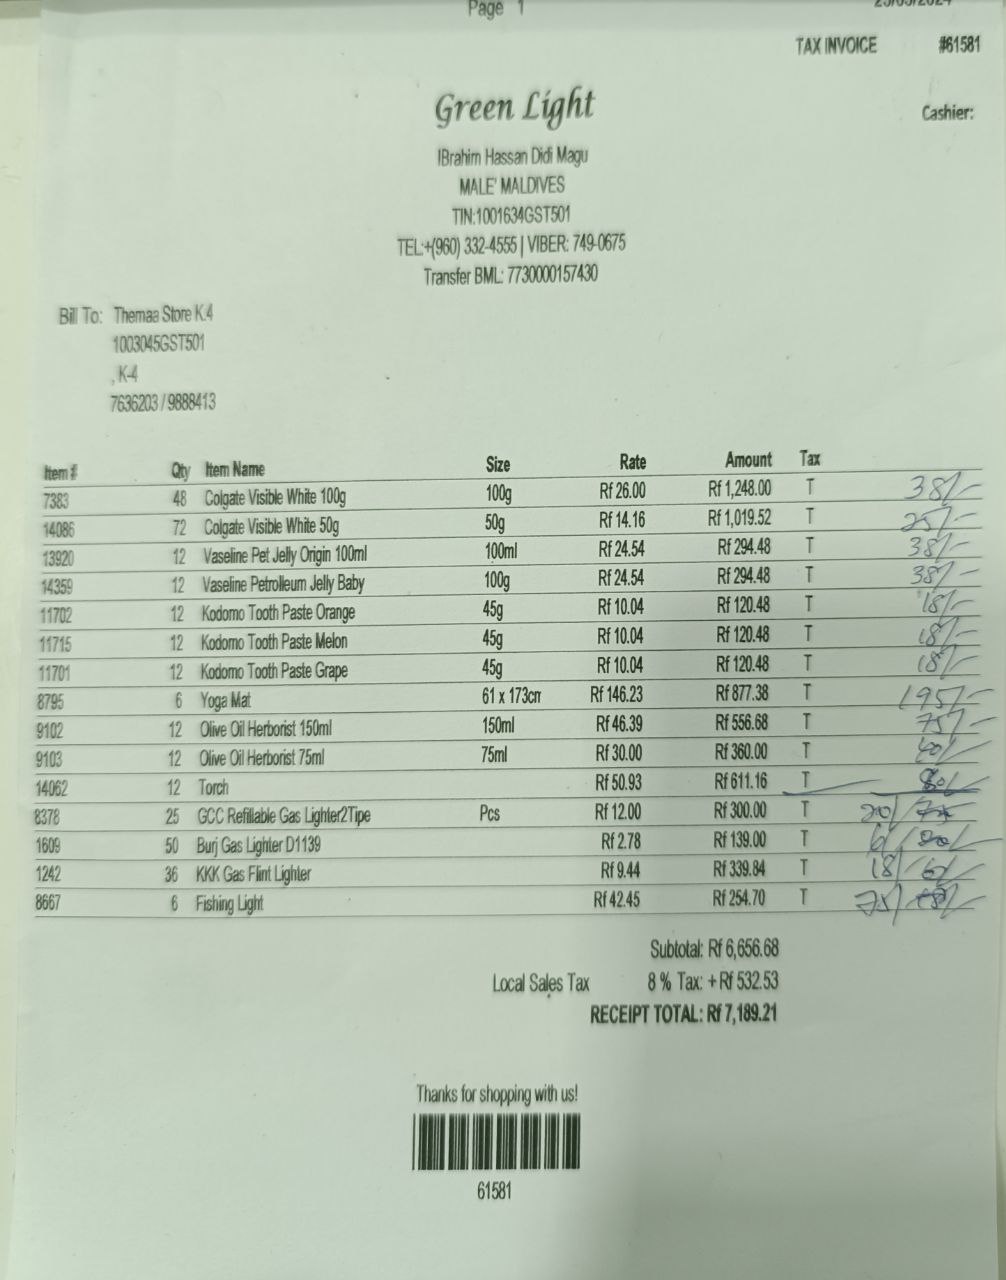 Page 1
TAX INVOICE #61581
Green Light
Cashier:
IBrahim Hassan Didi Magu
MALE' MALDIVES
TIN:1001634GST501
TEL:+(960) 332-4555 | VIBER: 749-0675
Transfer BML: 7730000157430
Bill To: Themaa Store K.4
1003045GST501
, K-4
7636203 / 9888413
Item # Qty Item Name Size Rate Amount Tax
7383 48 Colgate Visible White 100g 100g Rf 26.00 Rf 1,248.00 T 38/-
14086 72 Colgate Visible White 50g 50g Rf 14.16 Rf 1,019.52 T 25/-
13920 12 Vaseline Pet Jelly Origin 100ml 100ml Rf 24.54 Rf 294.48 T 38/-
14359 12 Vaseline Petrolleum Jelly Baby 100g Rf 24.54 Rf 294.48 T 38/-
11702 12 Kodomo Tooth Paste Orange 45g Rf 10.04 Rf 120.48 T 18/-
11715 12 Kodomo Tooth Paste Melon 45g Rf 10.04 Rf 120.48 T 18/-
11701 12 Kodomo Tooth Paste Grape 45g Rf 10.04 Rf 120.48 T 18/-
8795 6 Yoga Mat 61 x 173cm Rf 146.23 Rf 877.38 T 195/-
9102 12 Olive Oil Herborist 150ml 150ml Rf 46.39 Rf 556.68 T 75/-
9103 12 Olive Oil Herborist 75ml 75ml Rf 30.00 Rf 360.00 T
14062 12 Torch Rf 50.93 Rf 611.16 T
8378 25 GCC Refillable Gas Lighter2Tipe Pcs Rf 12.00 Rf 300.00 T 20/
1609 50 Burj Gas Lighter D1139 Rf 2.78 Rf 139.00 T 6/
1242 36 KKK Gas Flint Lighter Rf 9.44 Rf 339.84 T 18/
8667 6 Fishing Light Rf 42.45 Rf 254.70 T 75/
Subtotal: Rf 6,656.68
Local Sales Tax 8 % Tax: + Rf 532.53
RECEIPT TOTAL: Rf 7,189.21
Thanks for shopping with us!
61581